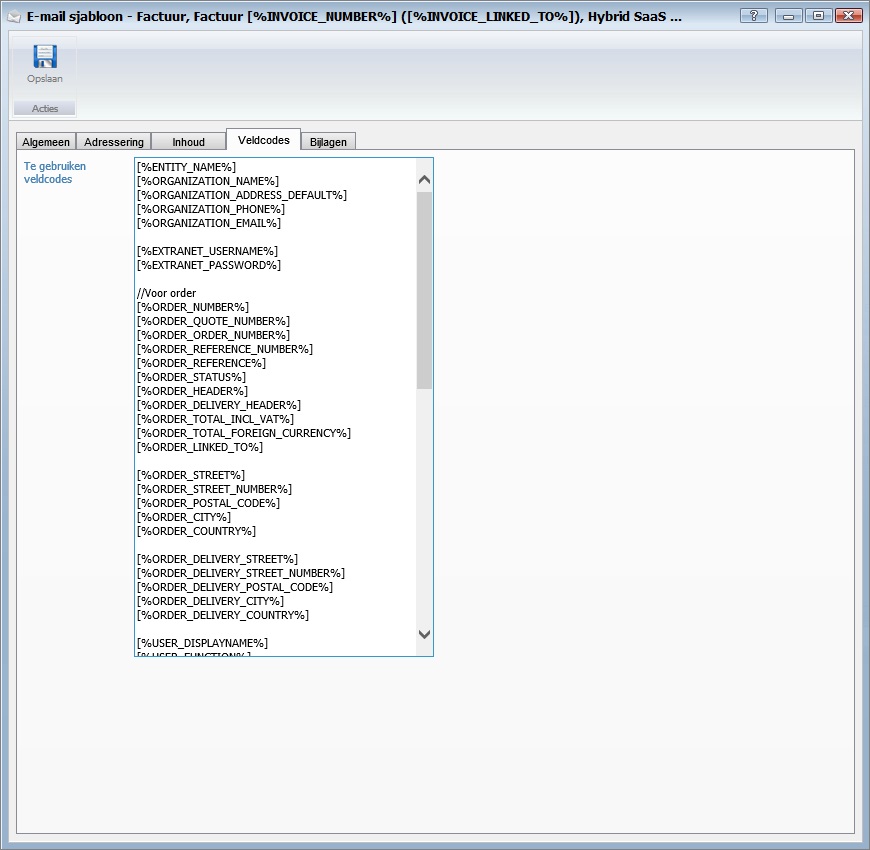 E-mail sjabloon - Factuur, Factuur [%INVOICE_NUMBER%] ([%INVOICE_LINKED_TO%]), Hybrid SaaS ...
Opslaan
Acties
Algemeen Adressering Inhoud Veldcodes Bijlagen
Te gebruiken
veldcodes
[%ENTITY_NAME%]
[%ORGANIZATION_NAME%]
[%ORGANIZATION_ADDRESS_DEFAULT%]
[%ORGANIZATION_PHONE%]
[%ORGANIZATION_EMAIL%]
[%EXTRANET_USERNAME%]
[%EXTRANET_PASSWORD%]
//Voor order
[%ORDER_NUMBER%]
[%ORDER_QUOTE_NUMBER%]
[%ORDER_ORDER_NUMBER%]
[%ORDER_REFERENCE_NUMBER%]
[%ORDER_REFERENCE%]
[%ORDER_STATUS%]
[%ORDER_HEADER%]
[%ORDER_DELIVERY_HEADER%]
[%ORDER_TOTAL_INCL_VAT%]
[%ORDER_TOTAL_FOREIGN_CURRENCY%]
[%ORDER_LINKED_TO%]
[%ORDER_STREET%]
[%ORDER_STREET_NUMBER%]
[%ORDER_POSTAL_CODE%]
[%ORDER_CITY%]
[%ORDER_COUNTRY%]
[%ORDER_DELIVERY_STREET%]
[%ORDER_DELIVERY_STREET_NUMBER%]
[%ORDER_DELIVERY_POSTAL_CODE%]
[%ORDER_DELIVERY_CITY%]
[%ORDER_DELIVERY_COUNTRY%]
[%USER_DISPLAYNAME%]
[%USER_FUNCTION%]